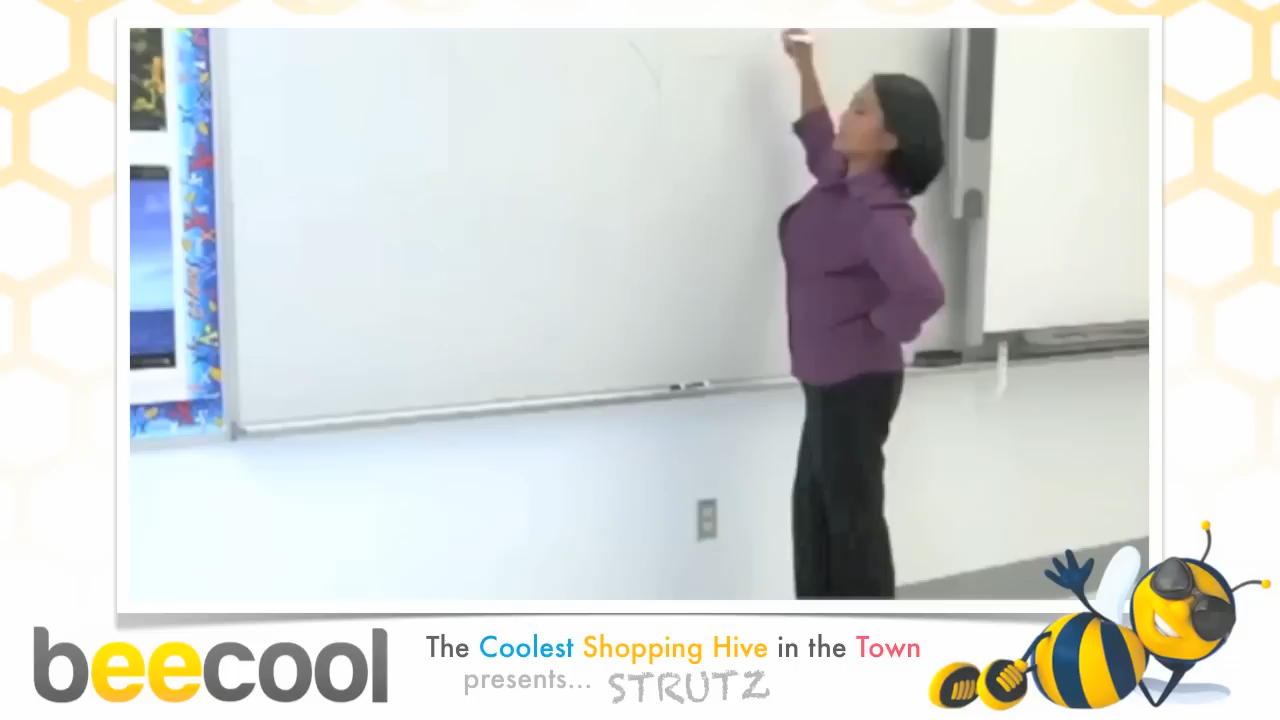 beecool
The Coolest Shopping Hive in the Town
presents... STRUTZ